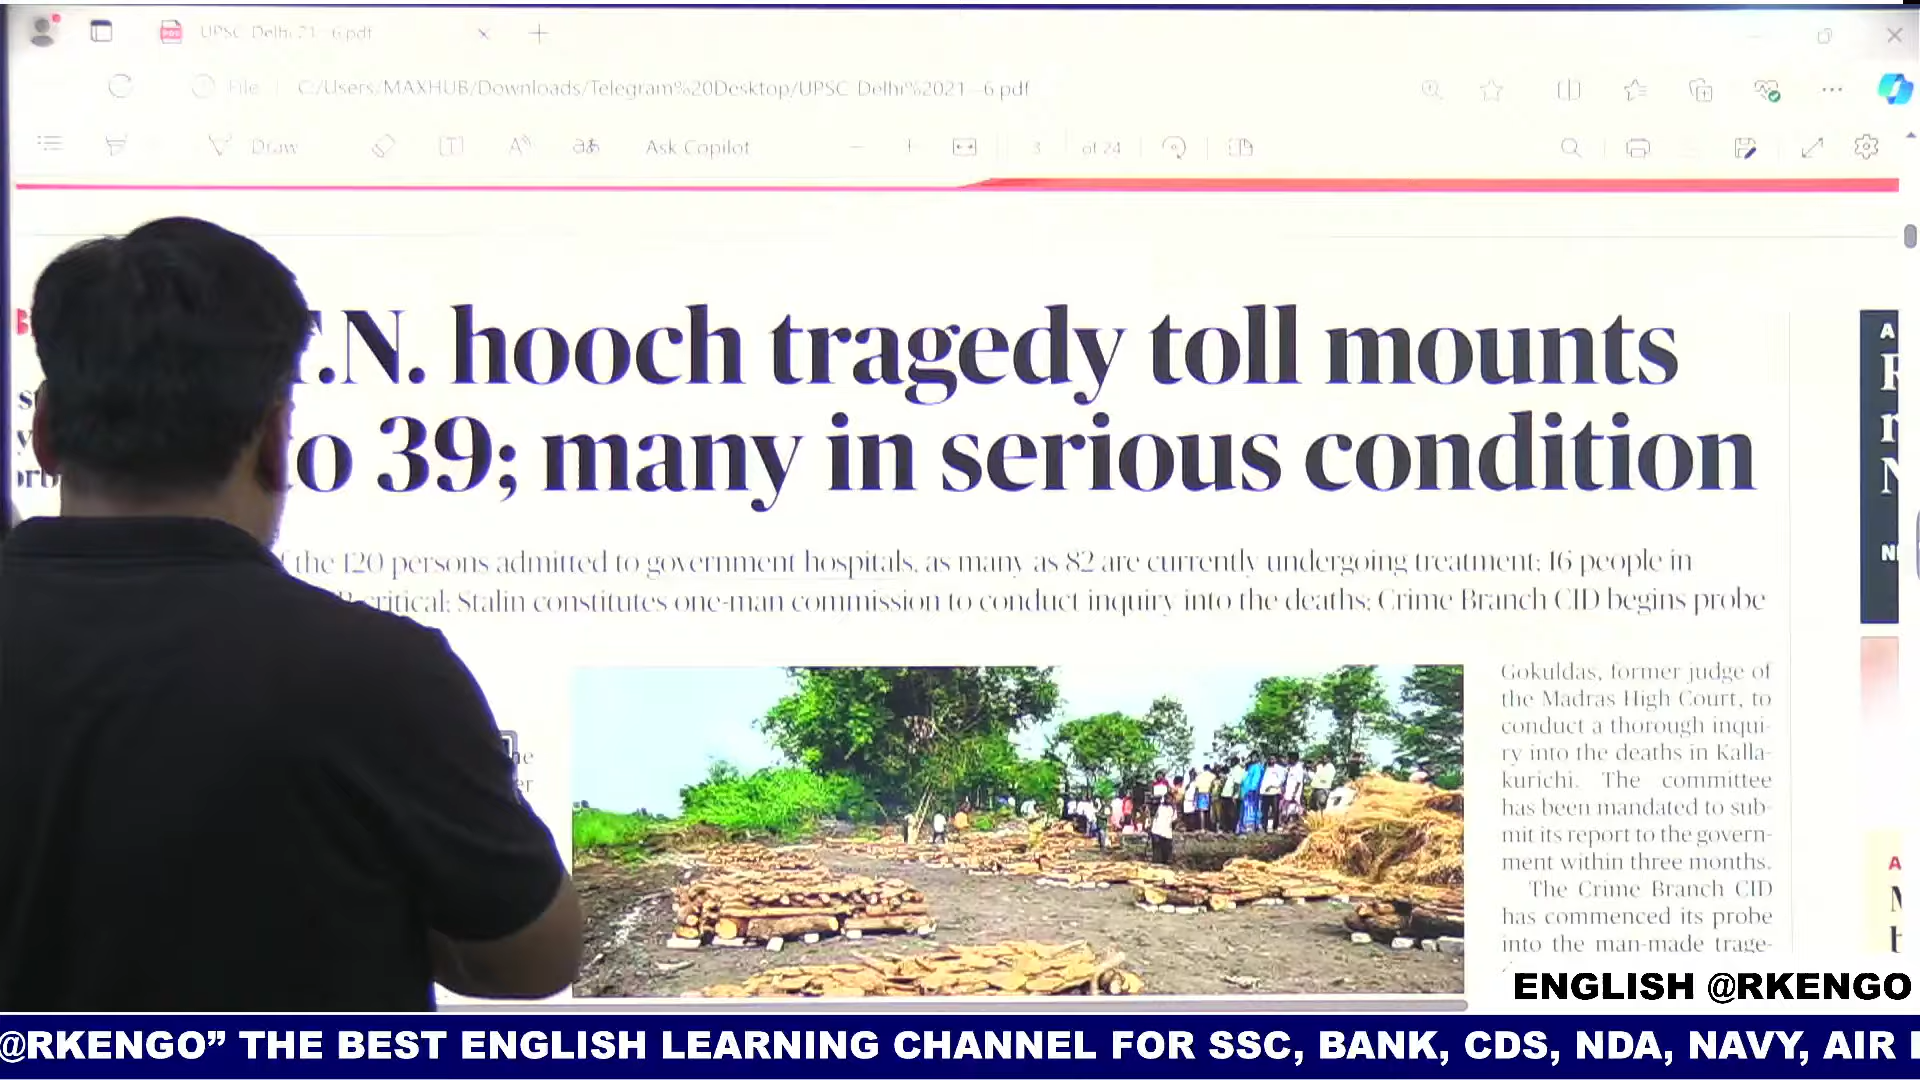 UPSC Delhi 21-6.pdf
File C:/Users/MAXHUB/Downloads/Telegram%20Desktop/UPSC Delhi%2021--6.pdf
Draw Ask Copilot 3 of 24
T.N. hooch tragedy toll mounts
to 39; many in serious condition
the 120 persons admitted to government hospitals, as many as 82 are currently undergoing treatment; 16 people in
critical; Stalin constitutes one-man commission to conduct inquiry into the deaths; Crime Branch CID begins probe
Gokuldas, former judge of
the Madras High Court, to
conduct a thorough inqui-
ry into the deaths in Kalla-
kurichi. The committee
has been mandated to sub-
mit its report to the govern-
ment within three months.
The Crime Branch CID
has commenced its probe
into the man-made trage-
ENGLISH @RKENGO
@RKENGO” THE BEST ENGLISH LEARNING CHANNEL FOR SSC, BANK, CDS, NDA, NAVY, AIR